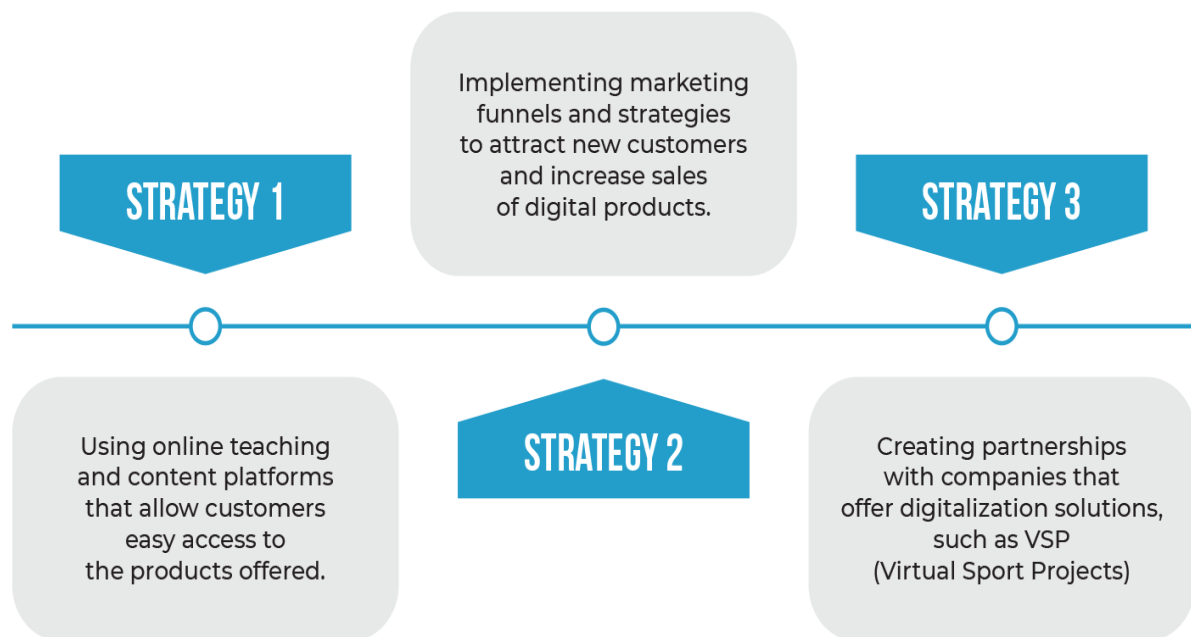 STRATEGY 1
Using online teaching
and content platforms
that allow customers
easy access to
the products offered.
Implementing marketing
funnels and strategies
to attract new customers
and increase sales
of digital products.
STRATEGY 2
STRATEGY 3
Creating partnerships
with companies that
offer digitalization solutions,
such as VSP
(Virtual Sport Projects)